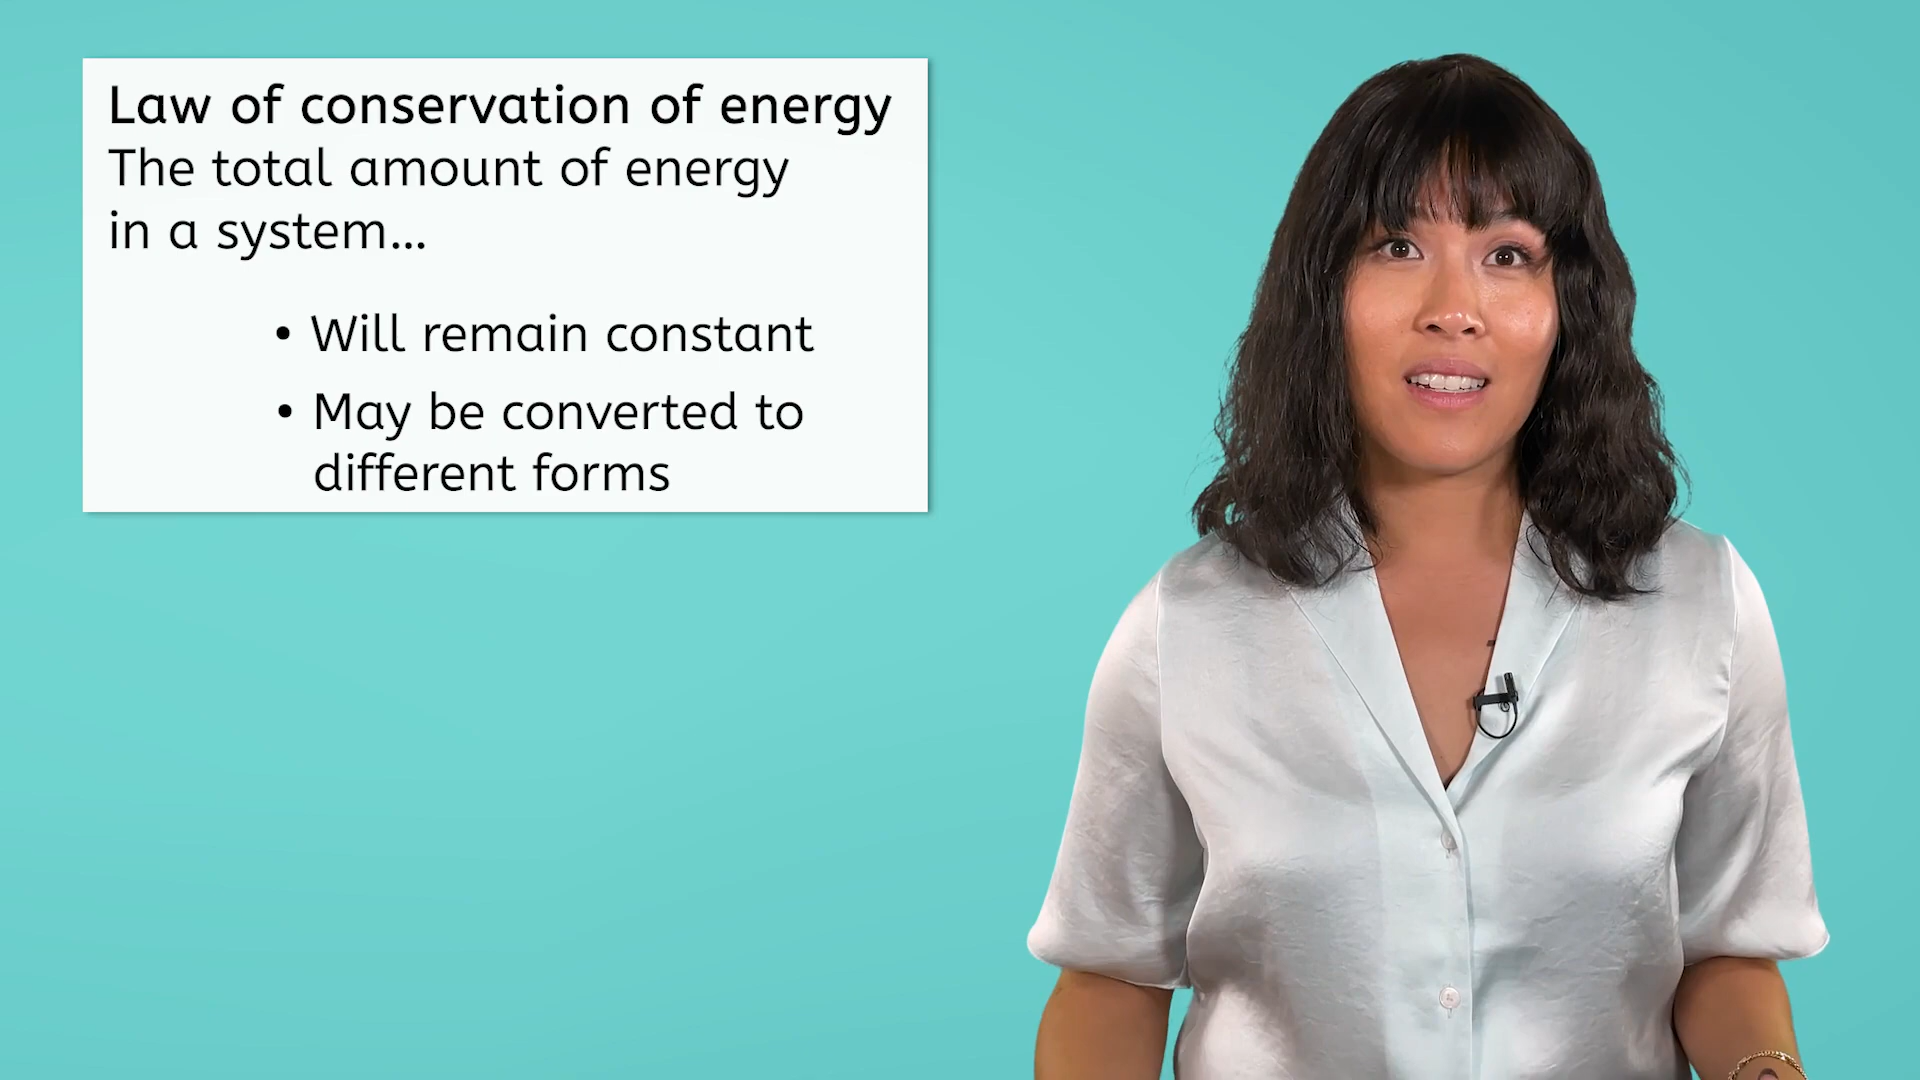 Law of conservation of energy
The total amount of energy
in a system...
• Will remain constant
• May be converted to
different forms